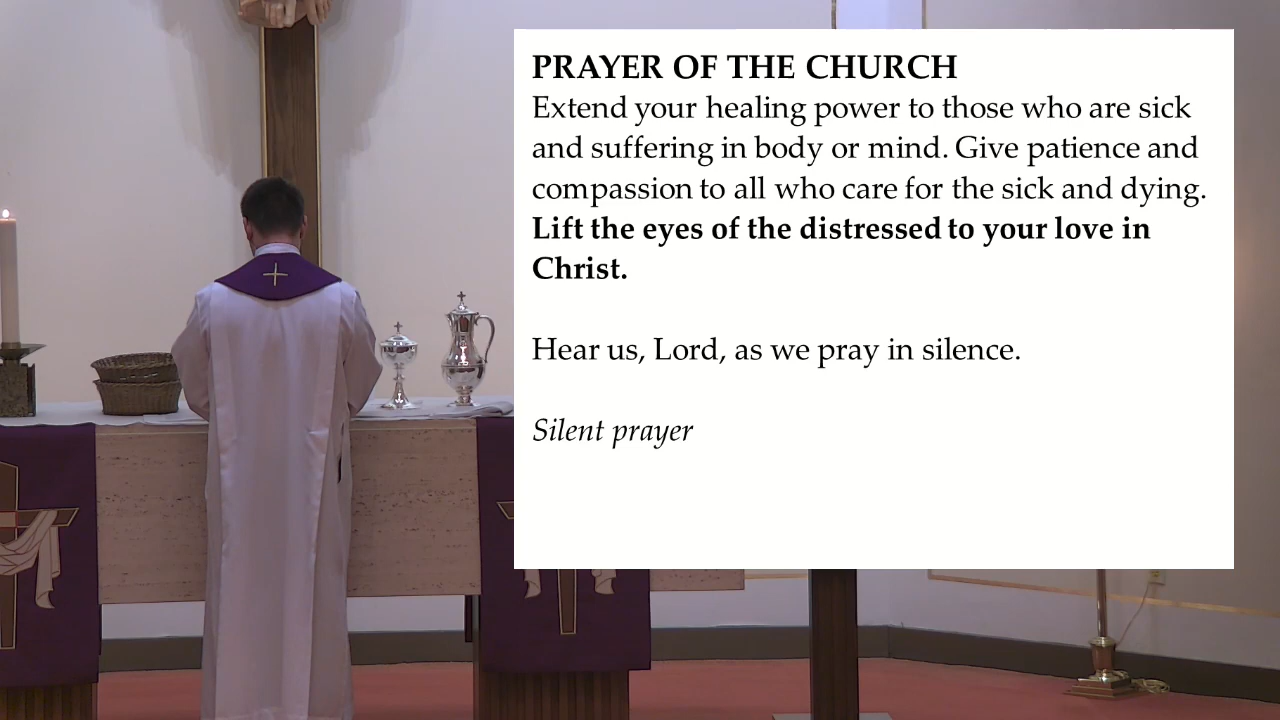 PRAYER OF THE CHURCH
Extend your healing power to those who are sick
and suffering in body or mind. Give patience and
compassion to all who care for the sick and dying.
Lift the eyes of the distressed to your love in
Christ.
Hear us, Lord, as we pray in silence.
Silent prayer